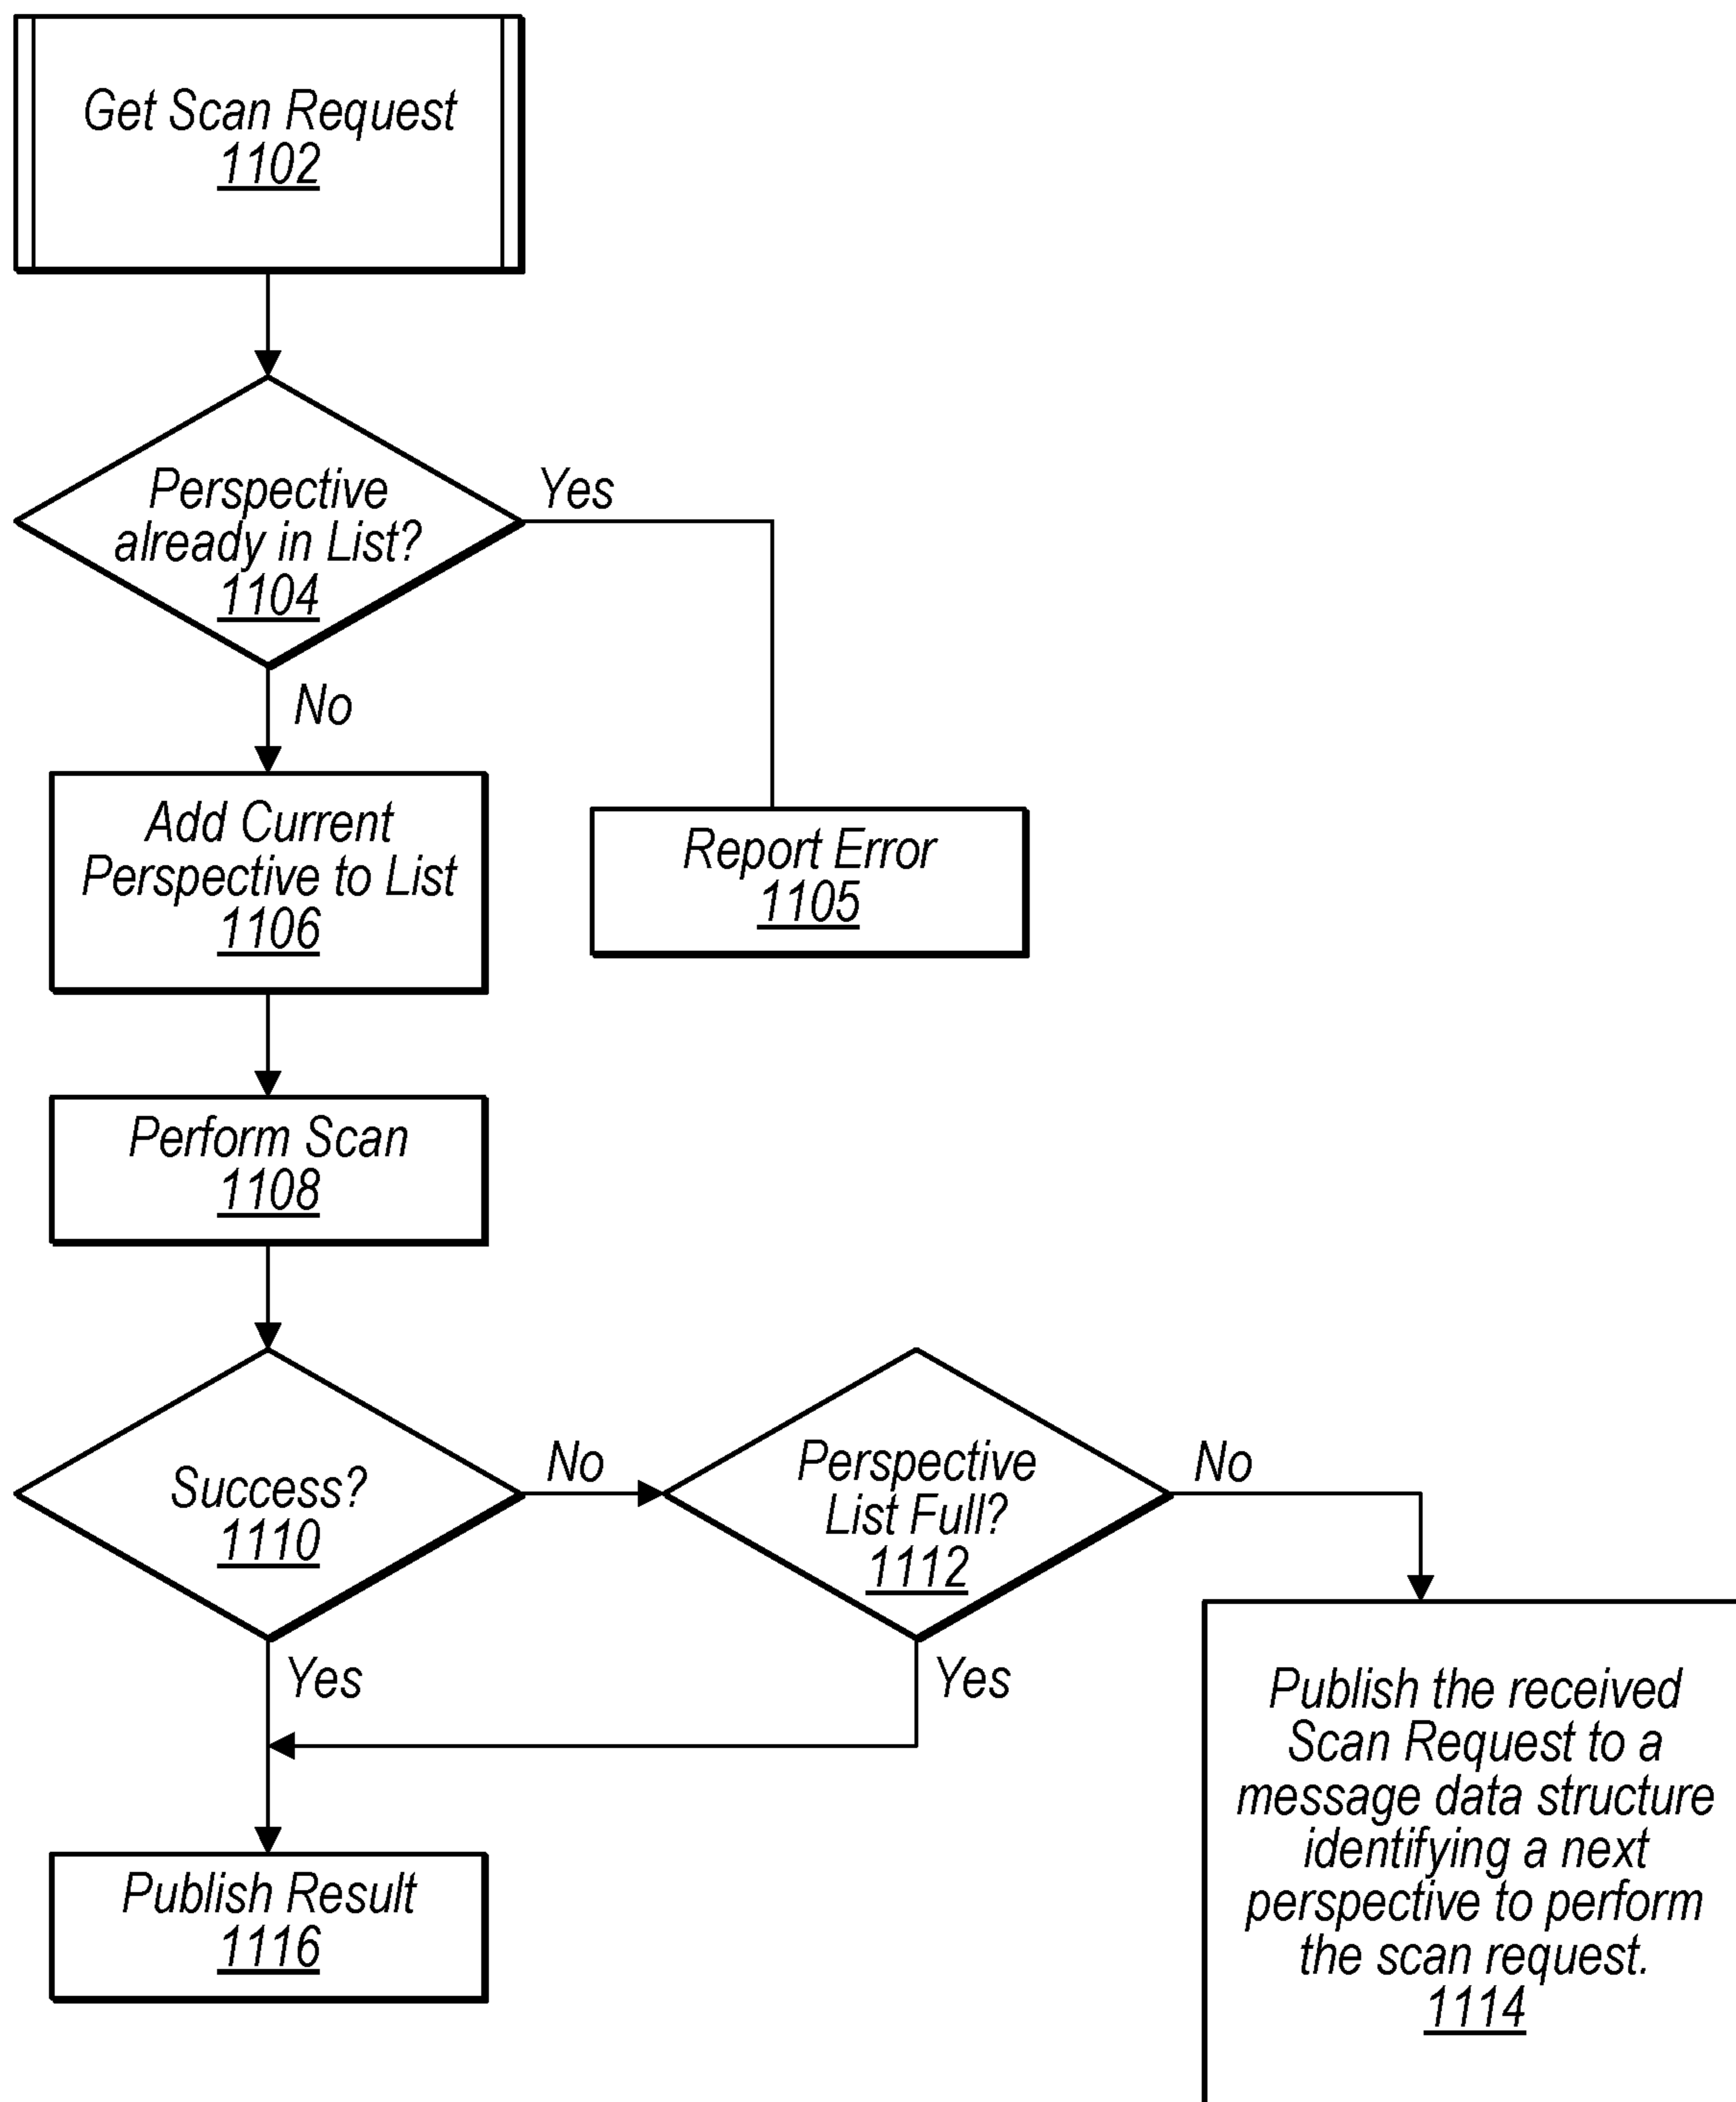 Get Scan Request
1102
Perspective
already in List?
1104
Yes
No
Add Current
Perspective to List
1106
Report Error
1105
Perform Scan
1108
Success?
1110
No
Perspective
List Full?
1112
No
Yes
Yes
Publish the received
Scan Request to a
message data structure
identifying a next
perspective to perform
the scan request.
1114
Publish Result
1116